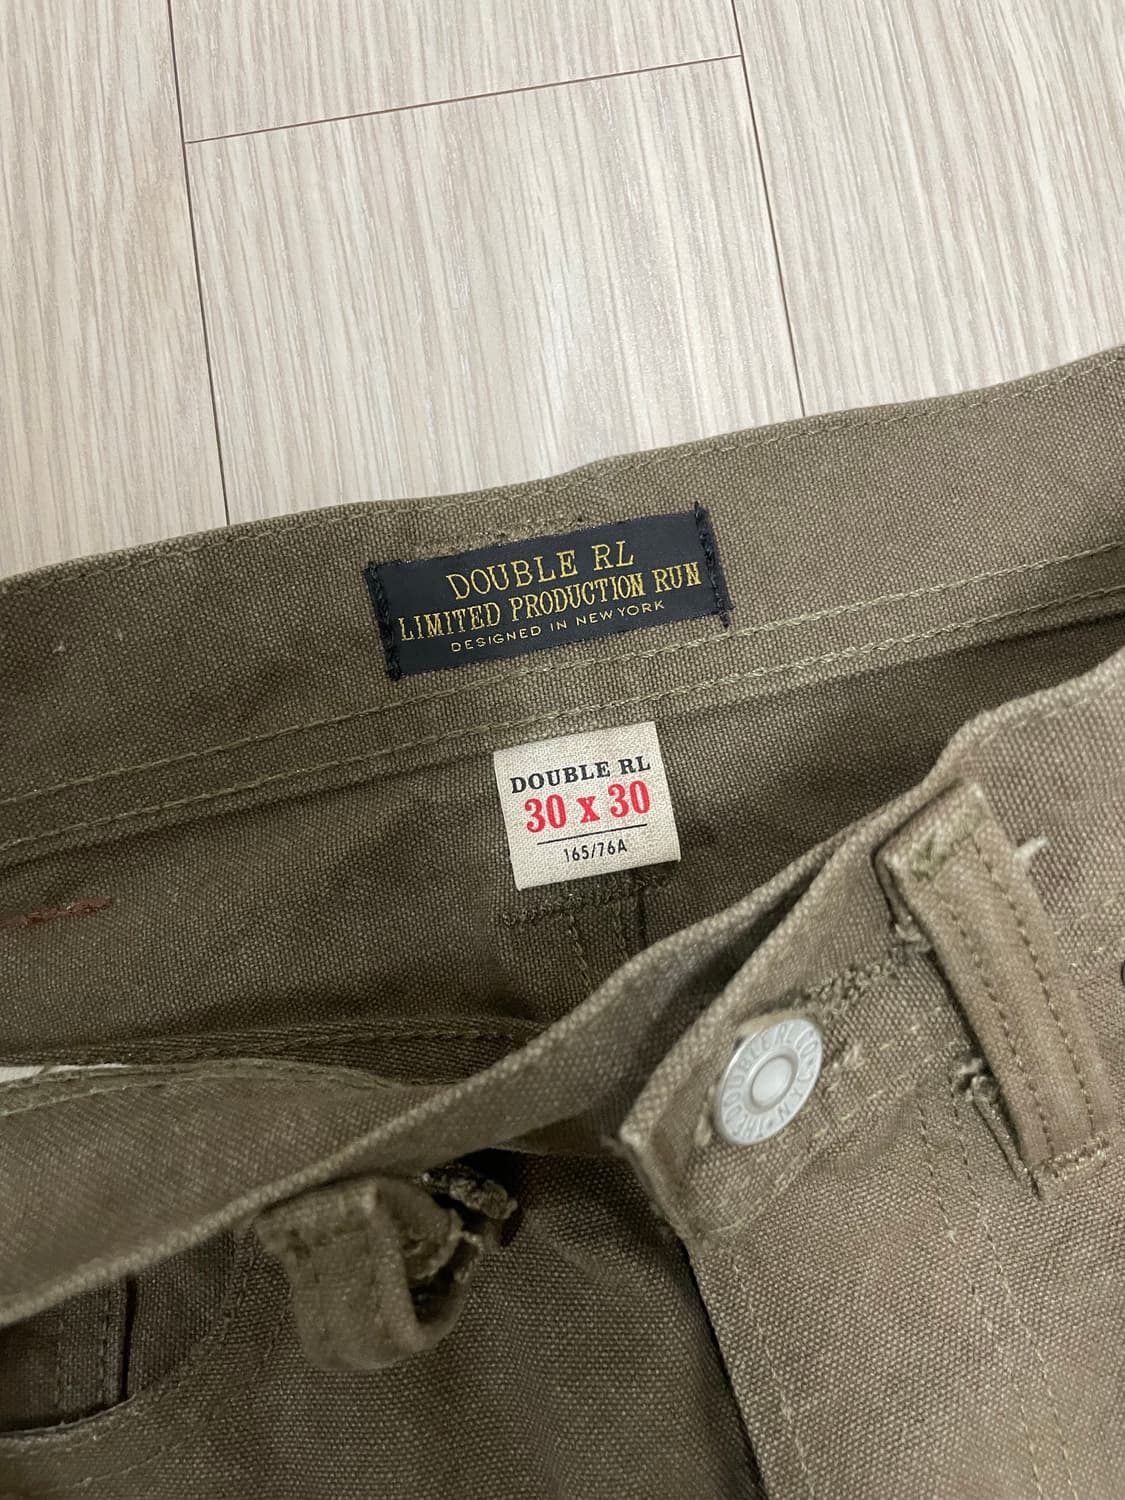 DOUBLE RL
LIMITED PRODUCTION RUN
DESIGNED IN NEW YORK
DOUBLE RL
30 x 30
165/76A